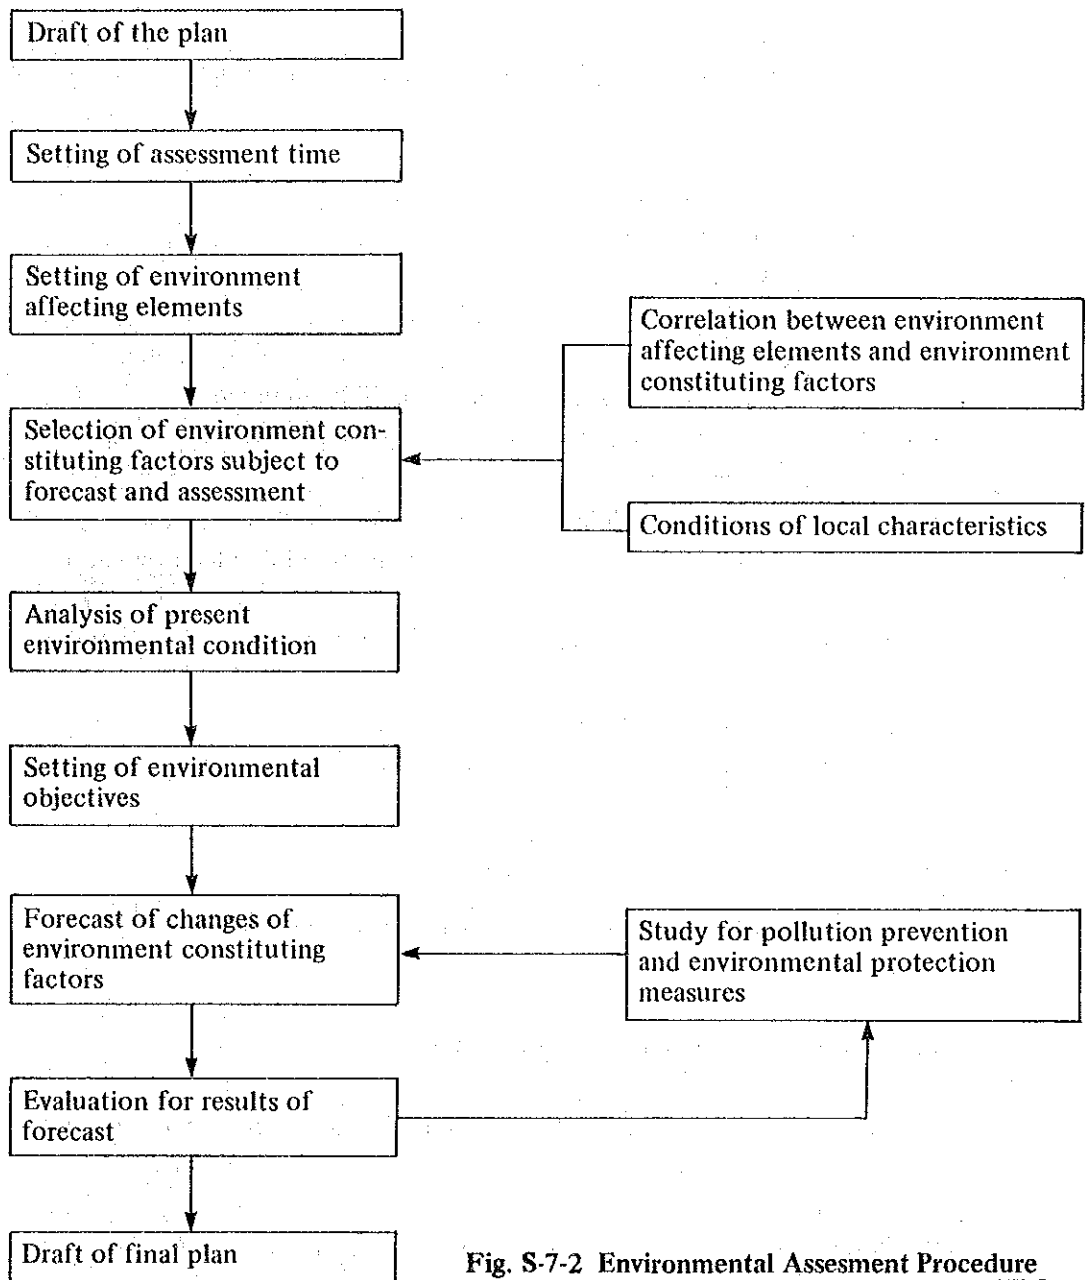 Draft of the plan
Setting of assessment time
Setting of environment
affecting elements
Correlation between environment
affecting elements and environment
constituting factors
Selection of environment con-
stituting factors subject to
forecast and assessment
Conditions of local characteristics
Analysis of present
environmental condition
Setting of environmental
objectives
Forecast of changes of
environment constituting
factors
Study for pollution prevention
and environmental protection
measures
Evaluation for results of
forecast
Draft of final plan
Fig. S-7-2 Environmental Assesment Procedure